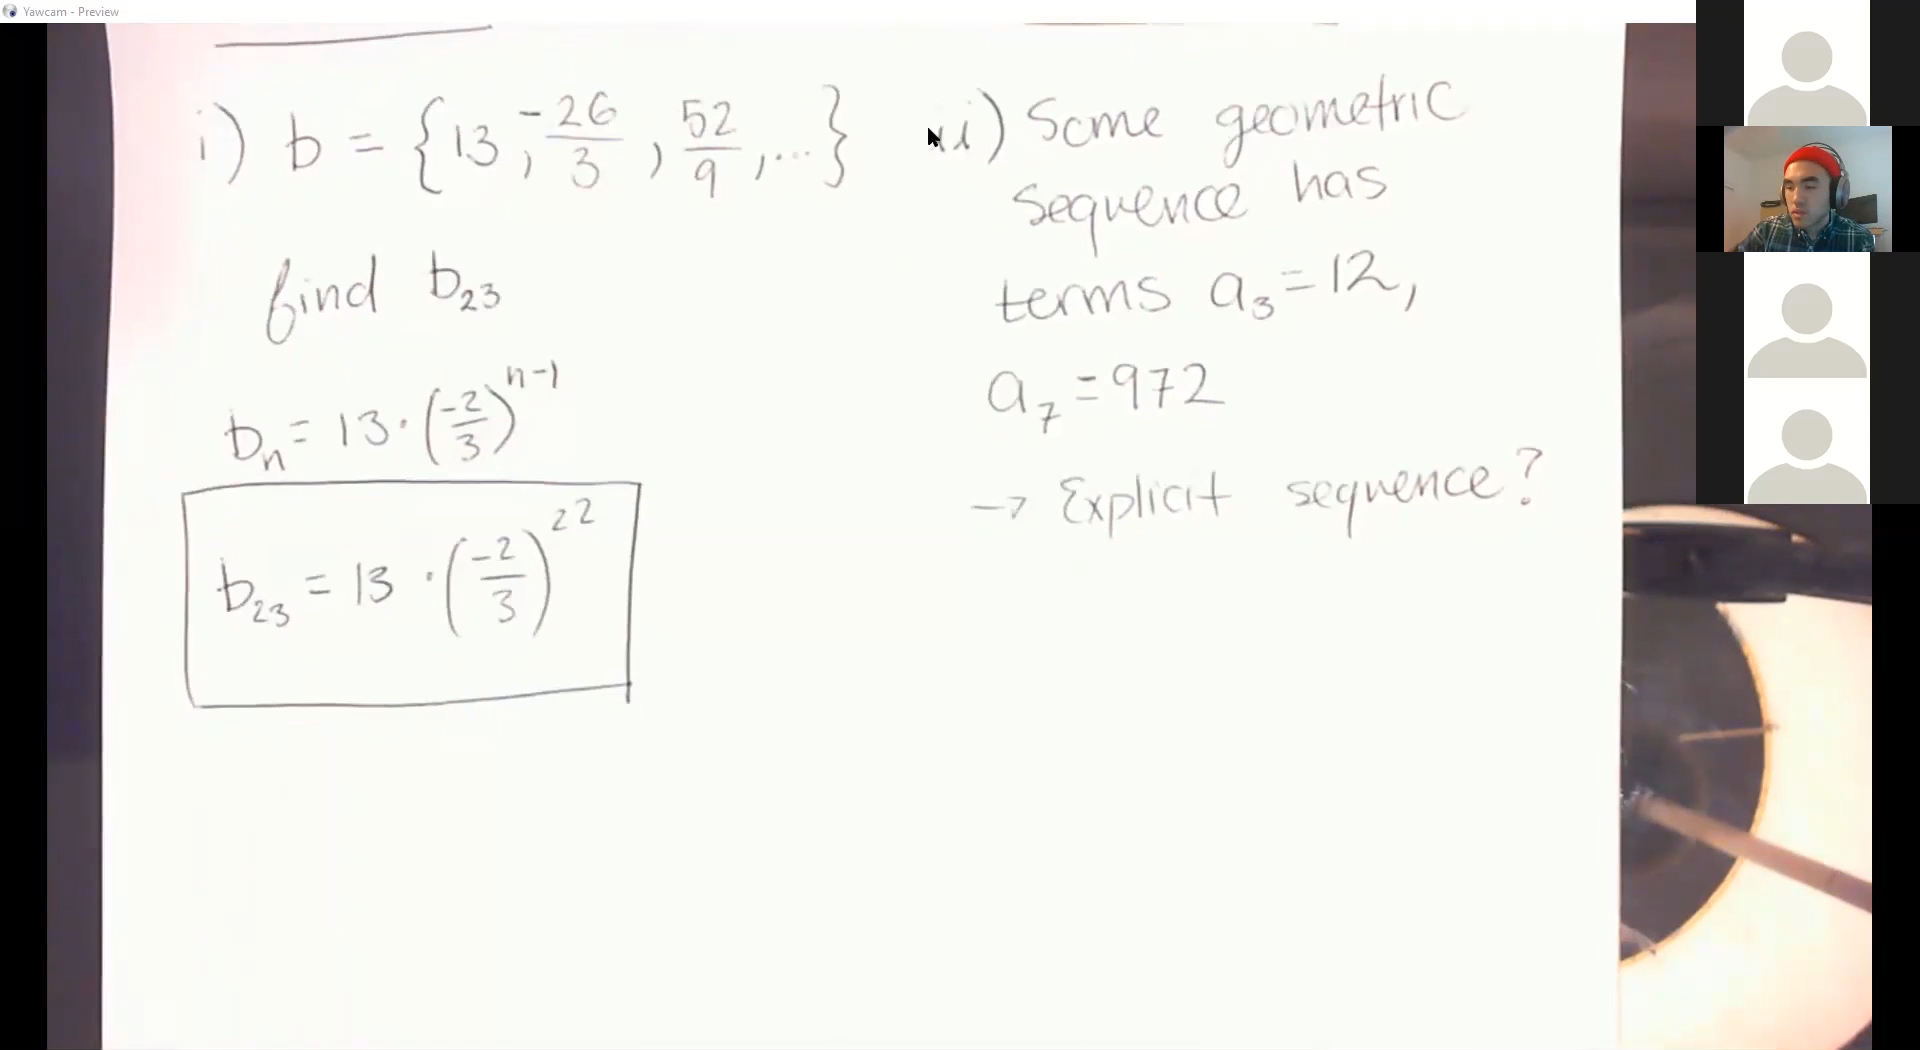 Yawcam - Preview
i) b = {13, -26/3, 52/9, ...}
find b₂₃
bₙ = 13 · (-2/3)ⁿ⁻¹
b₂₃ = 13 · (-2/3)²²
ii) Some geometric
sequence has
terms a₃ = 12,
a₇ = 972
→ Explicit sequence?